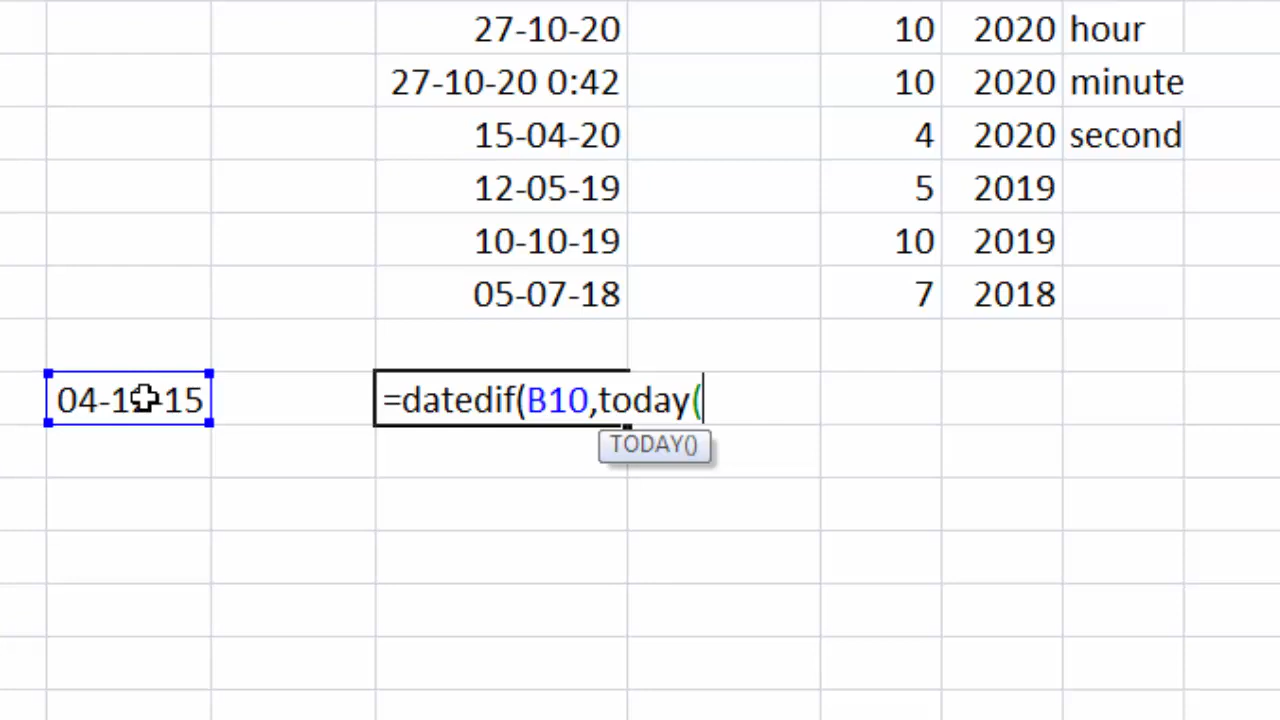 27-10-20 10 2020 hour
27-10-20 0:42 10 2020 minute
15-04-20 4 2020 second
12-05-19 5 2019
10-10-19 10 2019
05-07-18 7 2018
=datedif(B10,today(
TODAY()